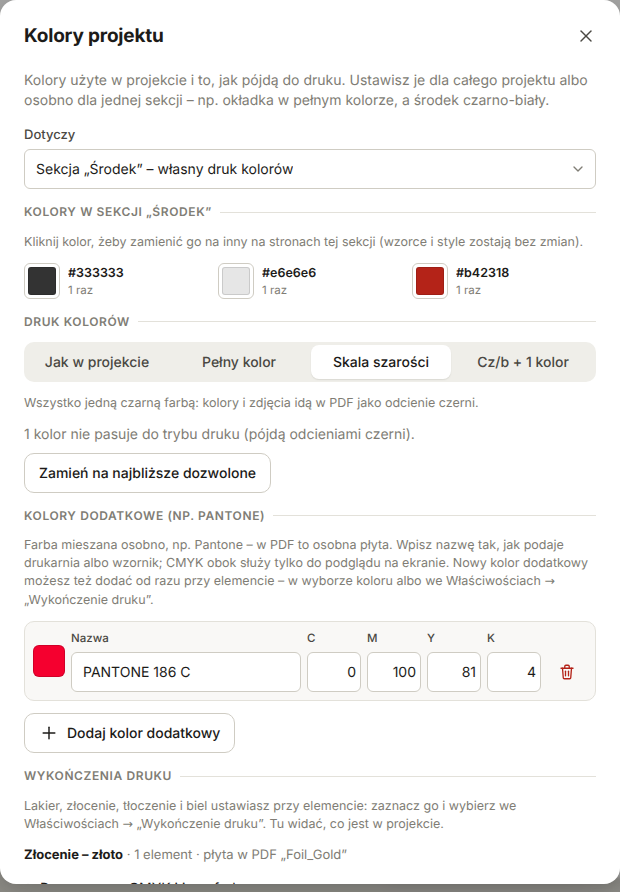 Kolory projektu
Kolory użyte w projekcie i to, jak pójdą do druku. Ustawisz je dla całego projektu albo
osobno dla jednej sekcji – np. okładka w pełnym kolorze, a środek czarno-biały.
Dotyczy
Sekcja „Środek” – własny druk kolorów
KOLORY W SEKCJI „ŚRODEK”
Kliknij kolor, żeby zamienić go na inny na stronach tej sekcji (wzorce i style zostają bez zmian).
#333333
1 raz
#e6e6e6
1 raz
#b42318
1 raz
DRUK KOLORÓW
Jak w projekcie
Pełny kolor
Skala szarości
Cz/b + 1 kolor
Wszystko jedną czarną farbą: kolory i zdjęcia idą w PDF jako odcienie czerni.
1 kolor nie pasuje do trybu druku (pójdą odcieniami czerni).
Zamień na najbliższe dozwolone
KOLORY DODATKOWE (NP. PANTONE)
Farba mieszana osobno, np. Pantone – w PDF to osobna płyta. Wpisz nazwę tak, jak podaje
drukarnia albo wzornik; CMYK obok służy tylko do podglądu na ekranie. Nowy kolor dodatkowy
możesz też dodać od razu przy elemencie – w wyborze koloru albo we Właściwościach →
„Wykończenie druku”.
Nazwa C M Y K
PANTONE 186 C 0 100 81 4
Dodaj kolor dodatkowy
WYKOŃCZENIA DRUKU
Lakier, złocenie, tłoczenie i biel ustawiasz przy elemencie: zaznacz go i wybierz we
Właściwościach → „Wykończenie druku”. Tu widać, co jest w projekcie.
Złocenie – złoto · 1 element · płyta w PDF „Foil_Gold”